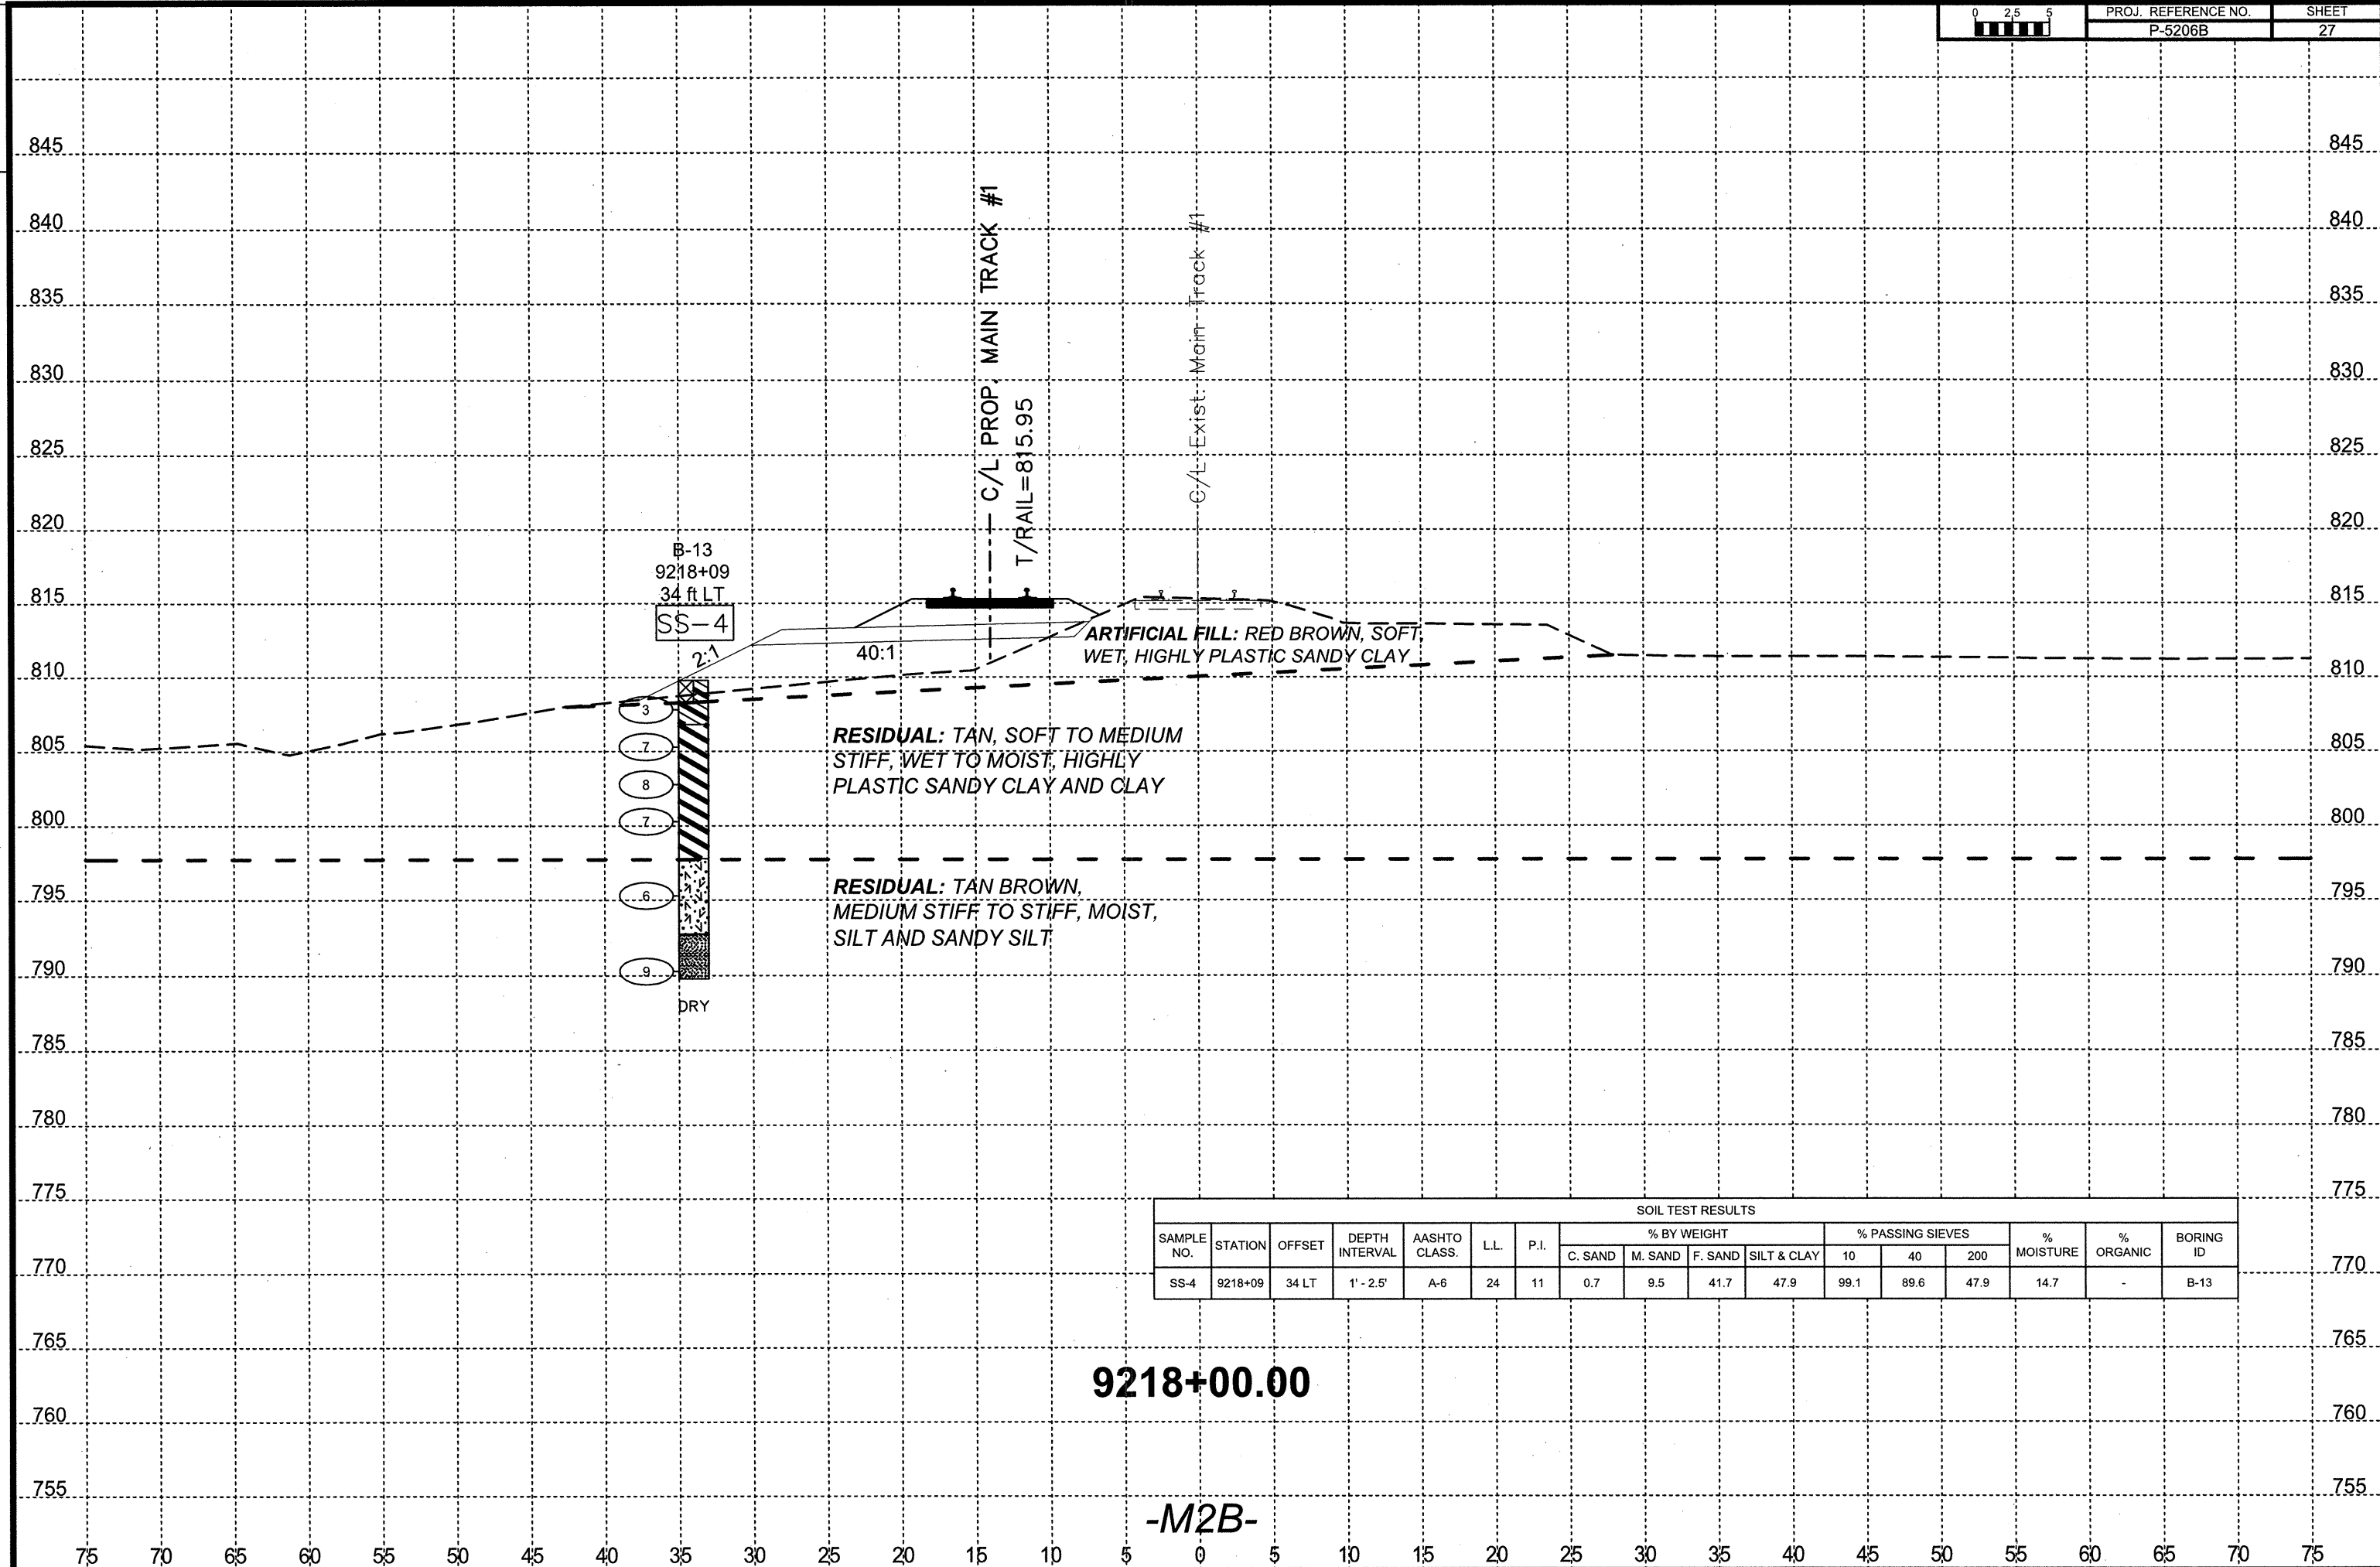 0 2.5 5
PROJ. REFERENCE NO.
SHEET
P-5206B
27
845 845
840 840
835 835
830 830
825 825
820 820
815 815
810 810
805 805
800 800
795 795
790 790
785 785
780 780
775 775
770 770
765 765
760 760
755 755
C/L PROP. MAIN TRACK #1
T/RAIL=815.95
C/L Exist. Main Track #1
B-13
9218+09
34 ft LT
SS-4
2:1
40:1
ARTIFICIAL FILL: RED BROWN, SOFT
WET, HIGHLY PLASTIC SANDY CLAY
3
7
8
7
6
9
DRY
RESIDUAL: TAN, SOFT TO MEDIUM
STIFF, WET TO MOIST, HIGHLY
PLASTIC SANDY CLAY AND CLAY
RESIDUAL: TAN BROWN,
MEDIUM STIFF TO STIFF, MOIST,
SILT AND SANDY SILT
SOIL TEST RESULTS
SAMPLE NO. STATION OFFSET DEPTH INTERVAL AASHTO CLASS. L.L. P.I. % BY WEIGHT % PASSING SIEVES % MOISTURE % ORGANIC BORING ID
C. SAND M. SAND F. SAND SILT & CLAY 10 40 200
SS-4 9218+09 34 LT 1' - 2.5' A-6 24 11 0.7 9.5 41.7 47.9 99.1 89.6 47.9 14.7 - B-13
9218+00.00
-M2B-
75 70 65 60 55 50 45 40 35 30 25 20 15 10 5 0 5 10 15 20 25 30 35 40 45 50 55 60 65 70 75